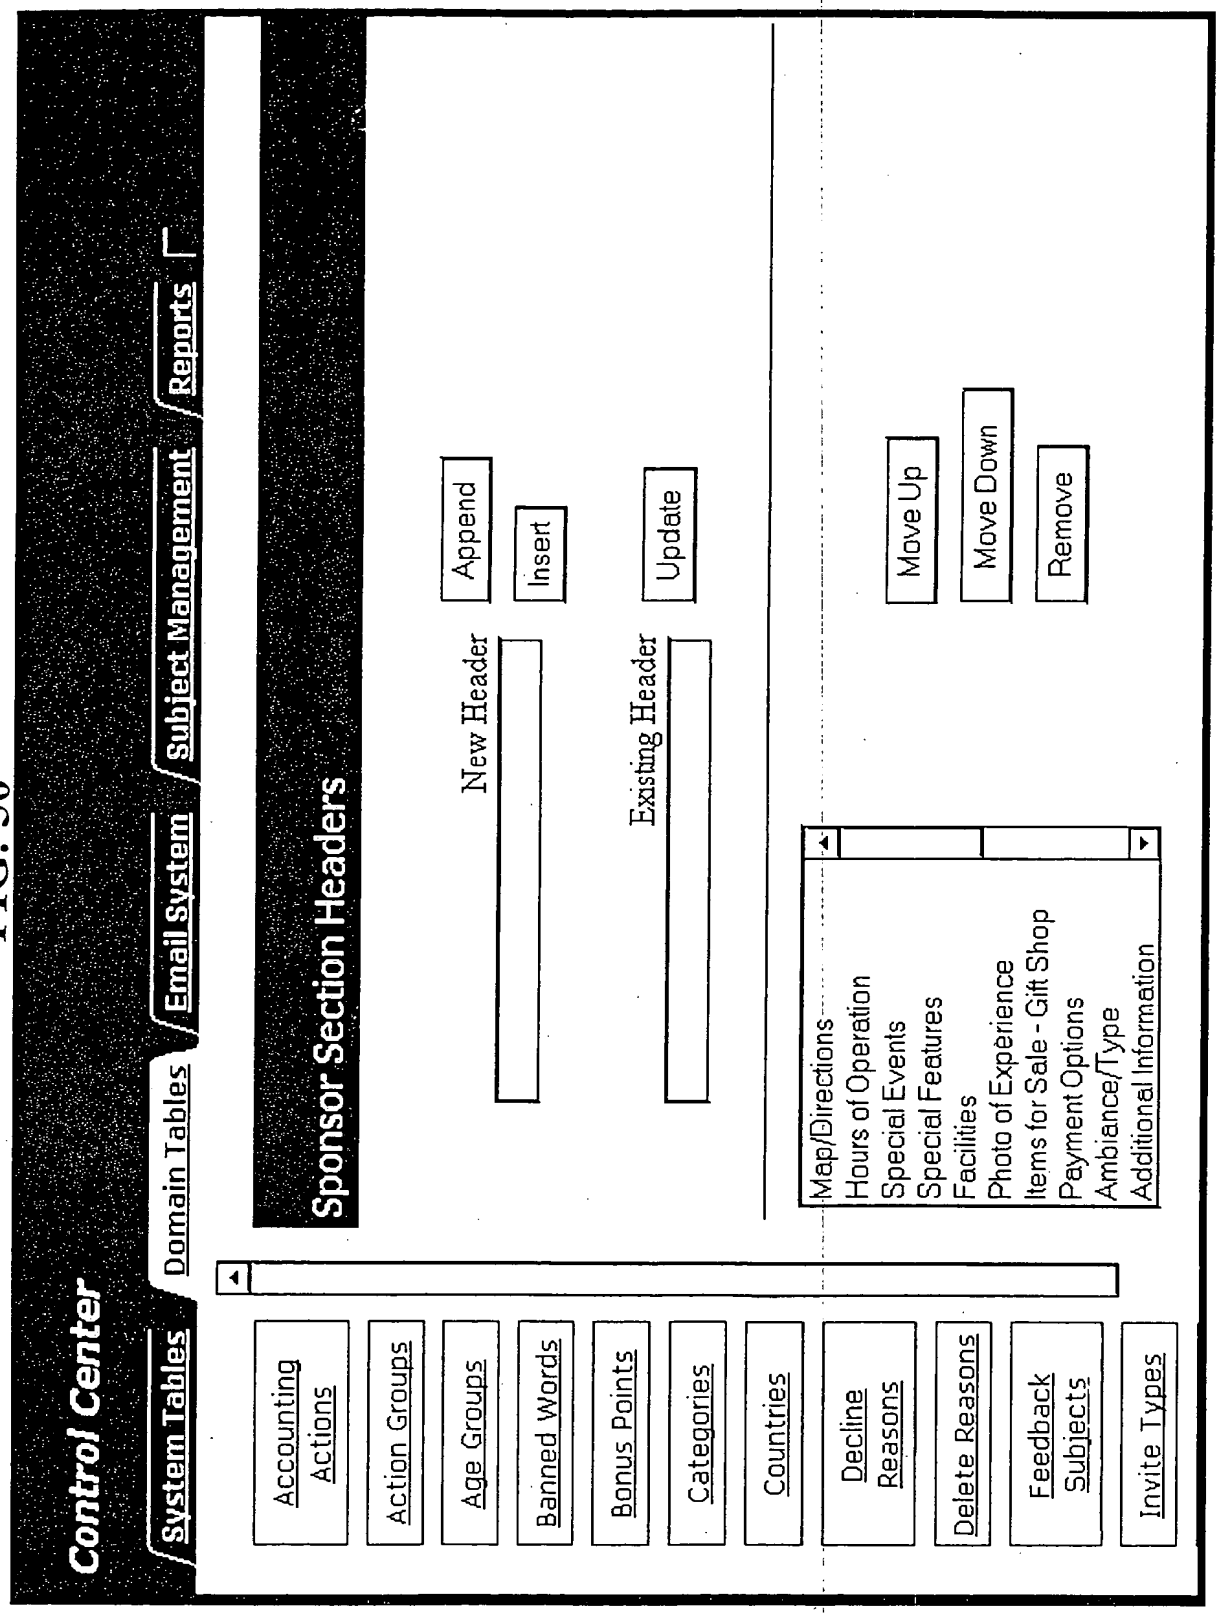 Control Center
System Tables
Domain Tables
Email System
Subject Management
Reports
Accounting
Actions
Action Groups
Age Groups
Banned Words
Bonus Points
Categories
Countries
Decline
Reasons
Delete Reasons
Feedback
Subjects
Invite Types
Sponsor Section Headers
New Header
Append
Insert
Existing Header
Update
Map/Directions
Hours of Operation
Special Events
Special Features
Facilities
Photo of Experience
Items for Sale - Gift Shop
Payment Options
Ambiance/Type
Additional Information
Move Up
Move Down
Remove